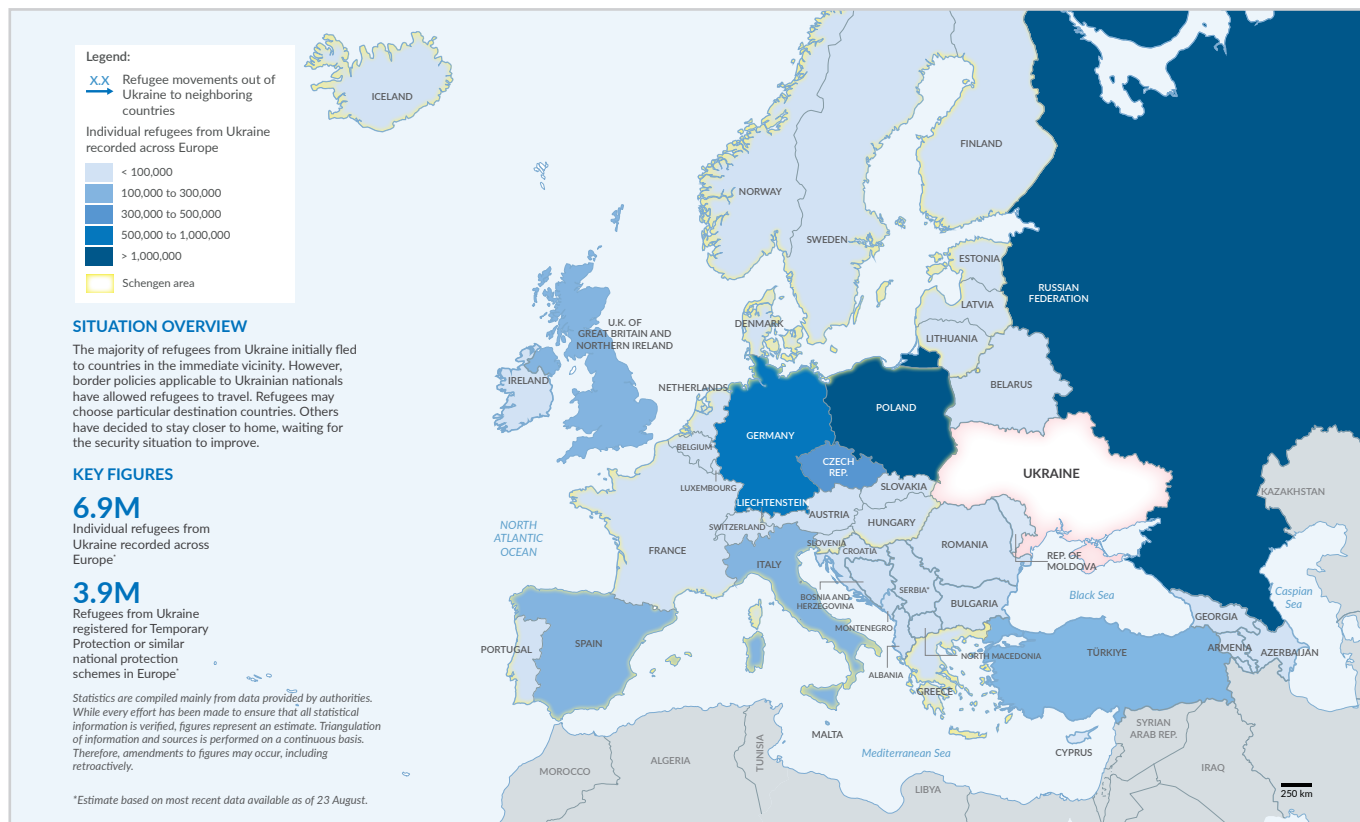 Legend:
X.X
Refugee movements out of
Ukraine to neighboring
countries
Individual refugees from Ukraine
recorded across Europe
< 100,000
100,000 to 300,000
300,000 to 500,000
500,000 to 1,000,000
> 1,000,000
Schengen area
SITUATION OVERVIEW
The majority of refugees from Ukraine initially fled
to countries in the immediate vicinity. However,
border policies applicable to Ukrainian nationals
have allowed refugees to travel. Refugees may
choose particular destination countries. Others
have decided to stay closer to home, waiting for
the security situation to improve.
KEY FIGURES
6.9M
Individual refugees from
Ukraine recorded across
Europe*
3.9M
Refugees from Ukraine
registered for Temporary
Protection or similar
national protection
schemes in Europe*
Statistics are compiled mainly from data provided by authorities.
While every effort has been made to ensure that all statistical
information is verified, figures represent an estimate. Triangulation
of information and sources is performed on a continuous basis.
Therefore, amendments to figures may occur, including
retroactively.
*Estimate based on most recent data available as of 23 August.
ICELAND
FINLAND
NORWAY
SWEDEN
ESTONIA
RUSSIAN
FEDERATION
LATVIA
U.K. OF
GREAT BRITAIN AND
NORTHERN IRELAND
DENMARK
LITHUANIA
IRELAND
NETHERLANDS
BELARUS
POLAND
GERMANY
BELGIUM
CZECH
REP.
UKRAINE
LUXEMBOURG
SLOVAKIA
KAZAKHSTAN
LIECHTENSTEIN
AUSTRIA
SWITZERLAND
HUNGARY
NORTH
ATLANTIC
OCEAN
FRANCE
SLOVENIA
CROATIA
ROMANIA
ITALY
REP. OF
MOLDOVA
BOSNIA AND
HERZEGOVINA
SERBIA*
BULGARIA
Black Sea
Caspian
Sea
GEORGIA
MONTENEGRO
PORTUGAL
SPAIN
NORTH MACEDONIA
TÜRKIYE
ARMENIA
AZERBAIJAN
ALBANIA
GREECE
MALTA
Mediterranean Sea
CYPRUS
SYRIAN
ARAB REP.
MOROCCO
ALGERIA
TUNISIA
LIBYA
IRAQ
250 km